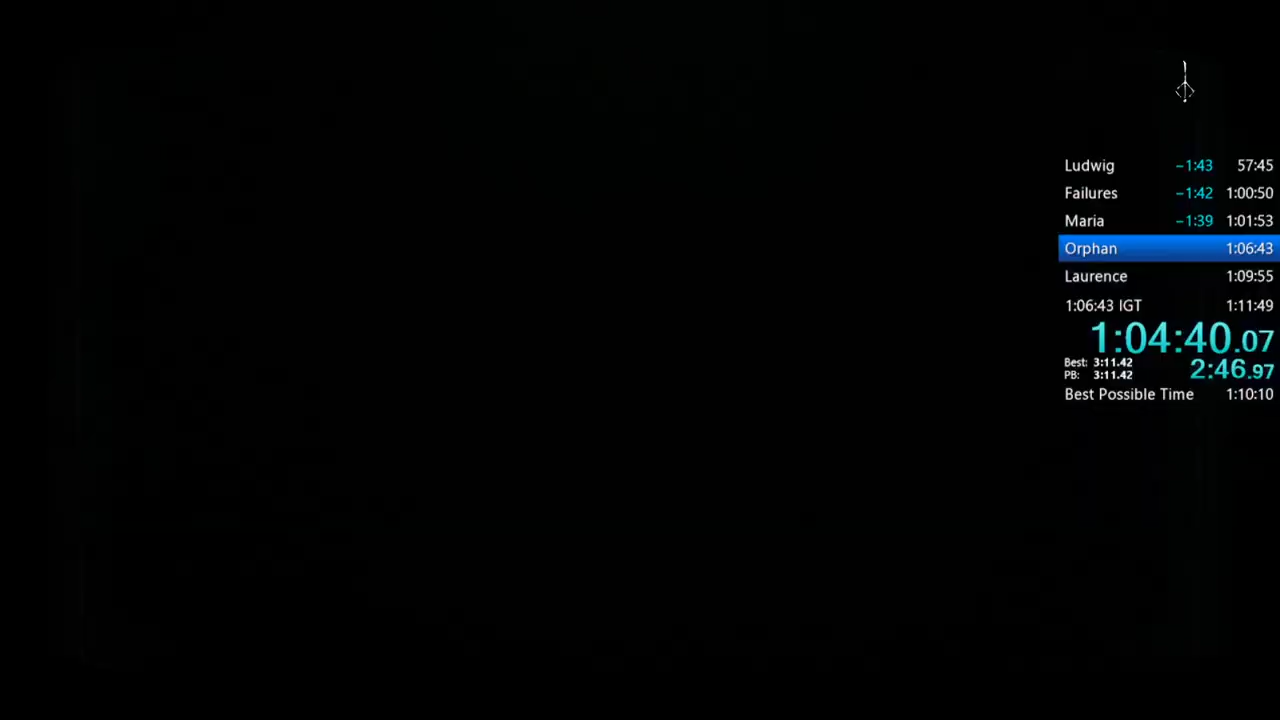 Ludwig −1:43 57:45
Failures −1:42 1:00:50
Maria −1:39 1:01:53
Orphan 1:06:43
Laurence 1:09:55
1:06:43 IGT 1:11:49
1:04:40.07
Best: 3:11.42
PB: 3:11.42 2:46.97
Best Possible Time 1:10:10